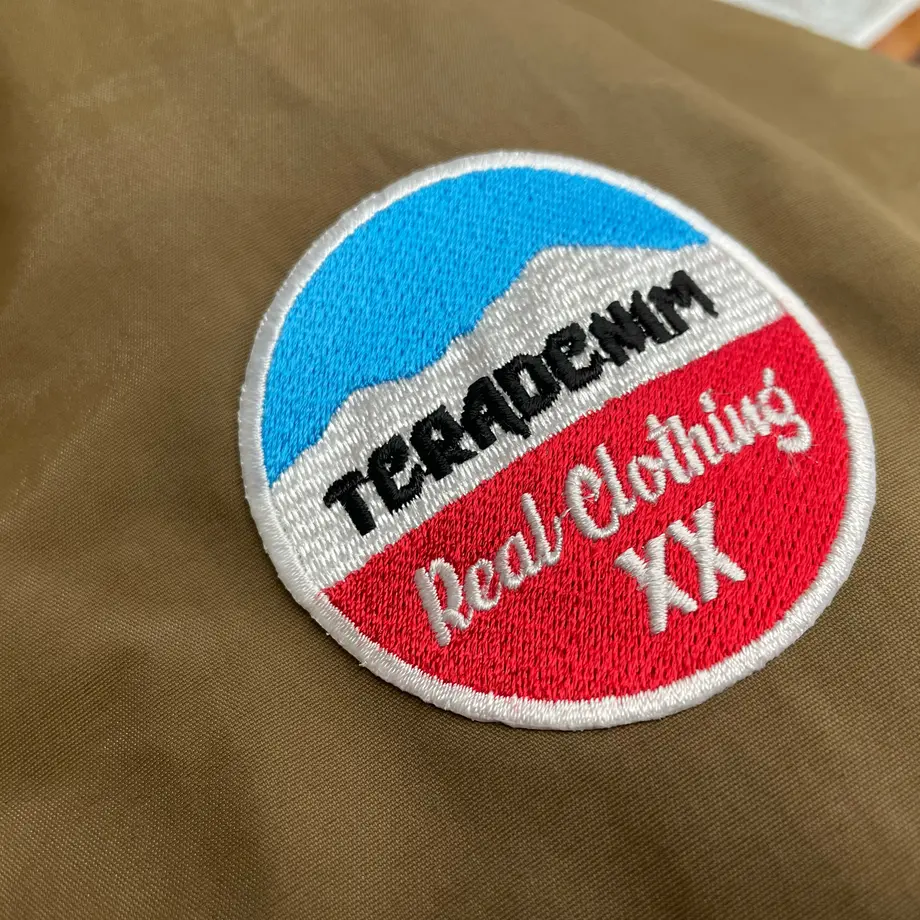 TERADENIM
Real Clothing
XX